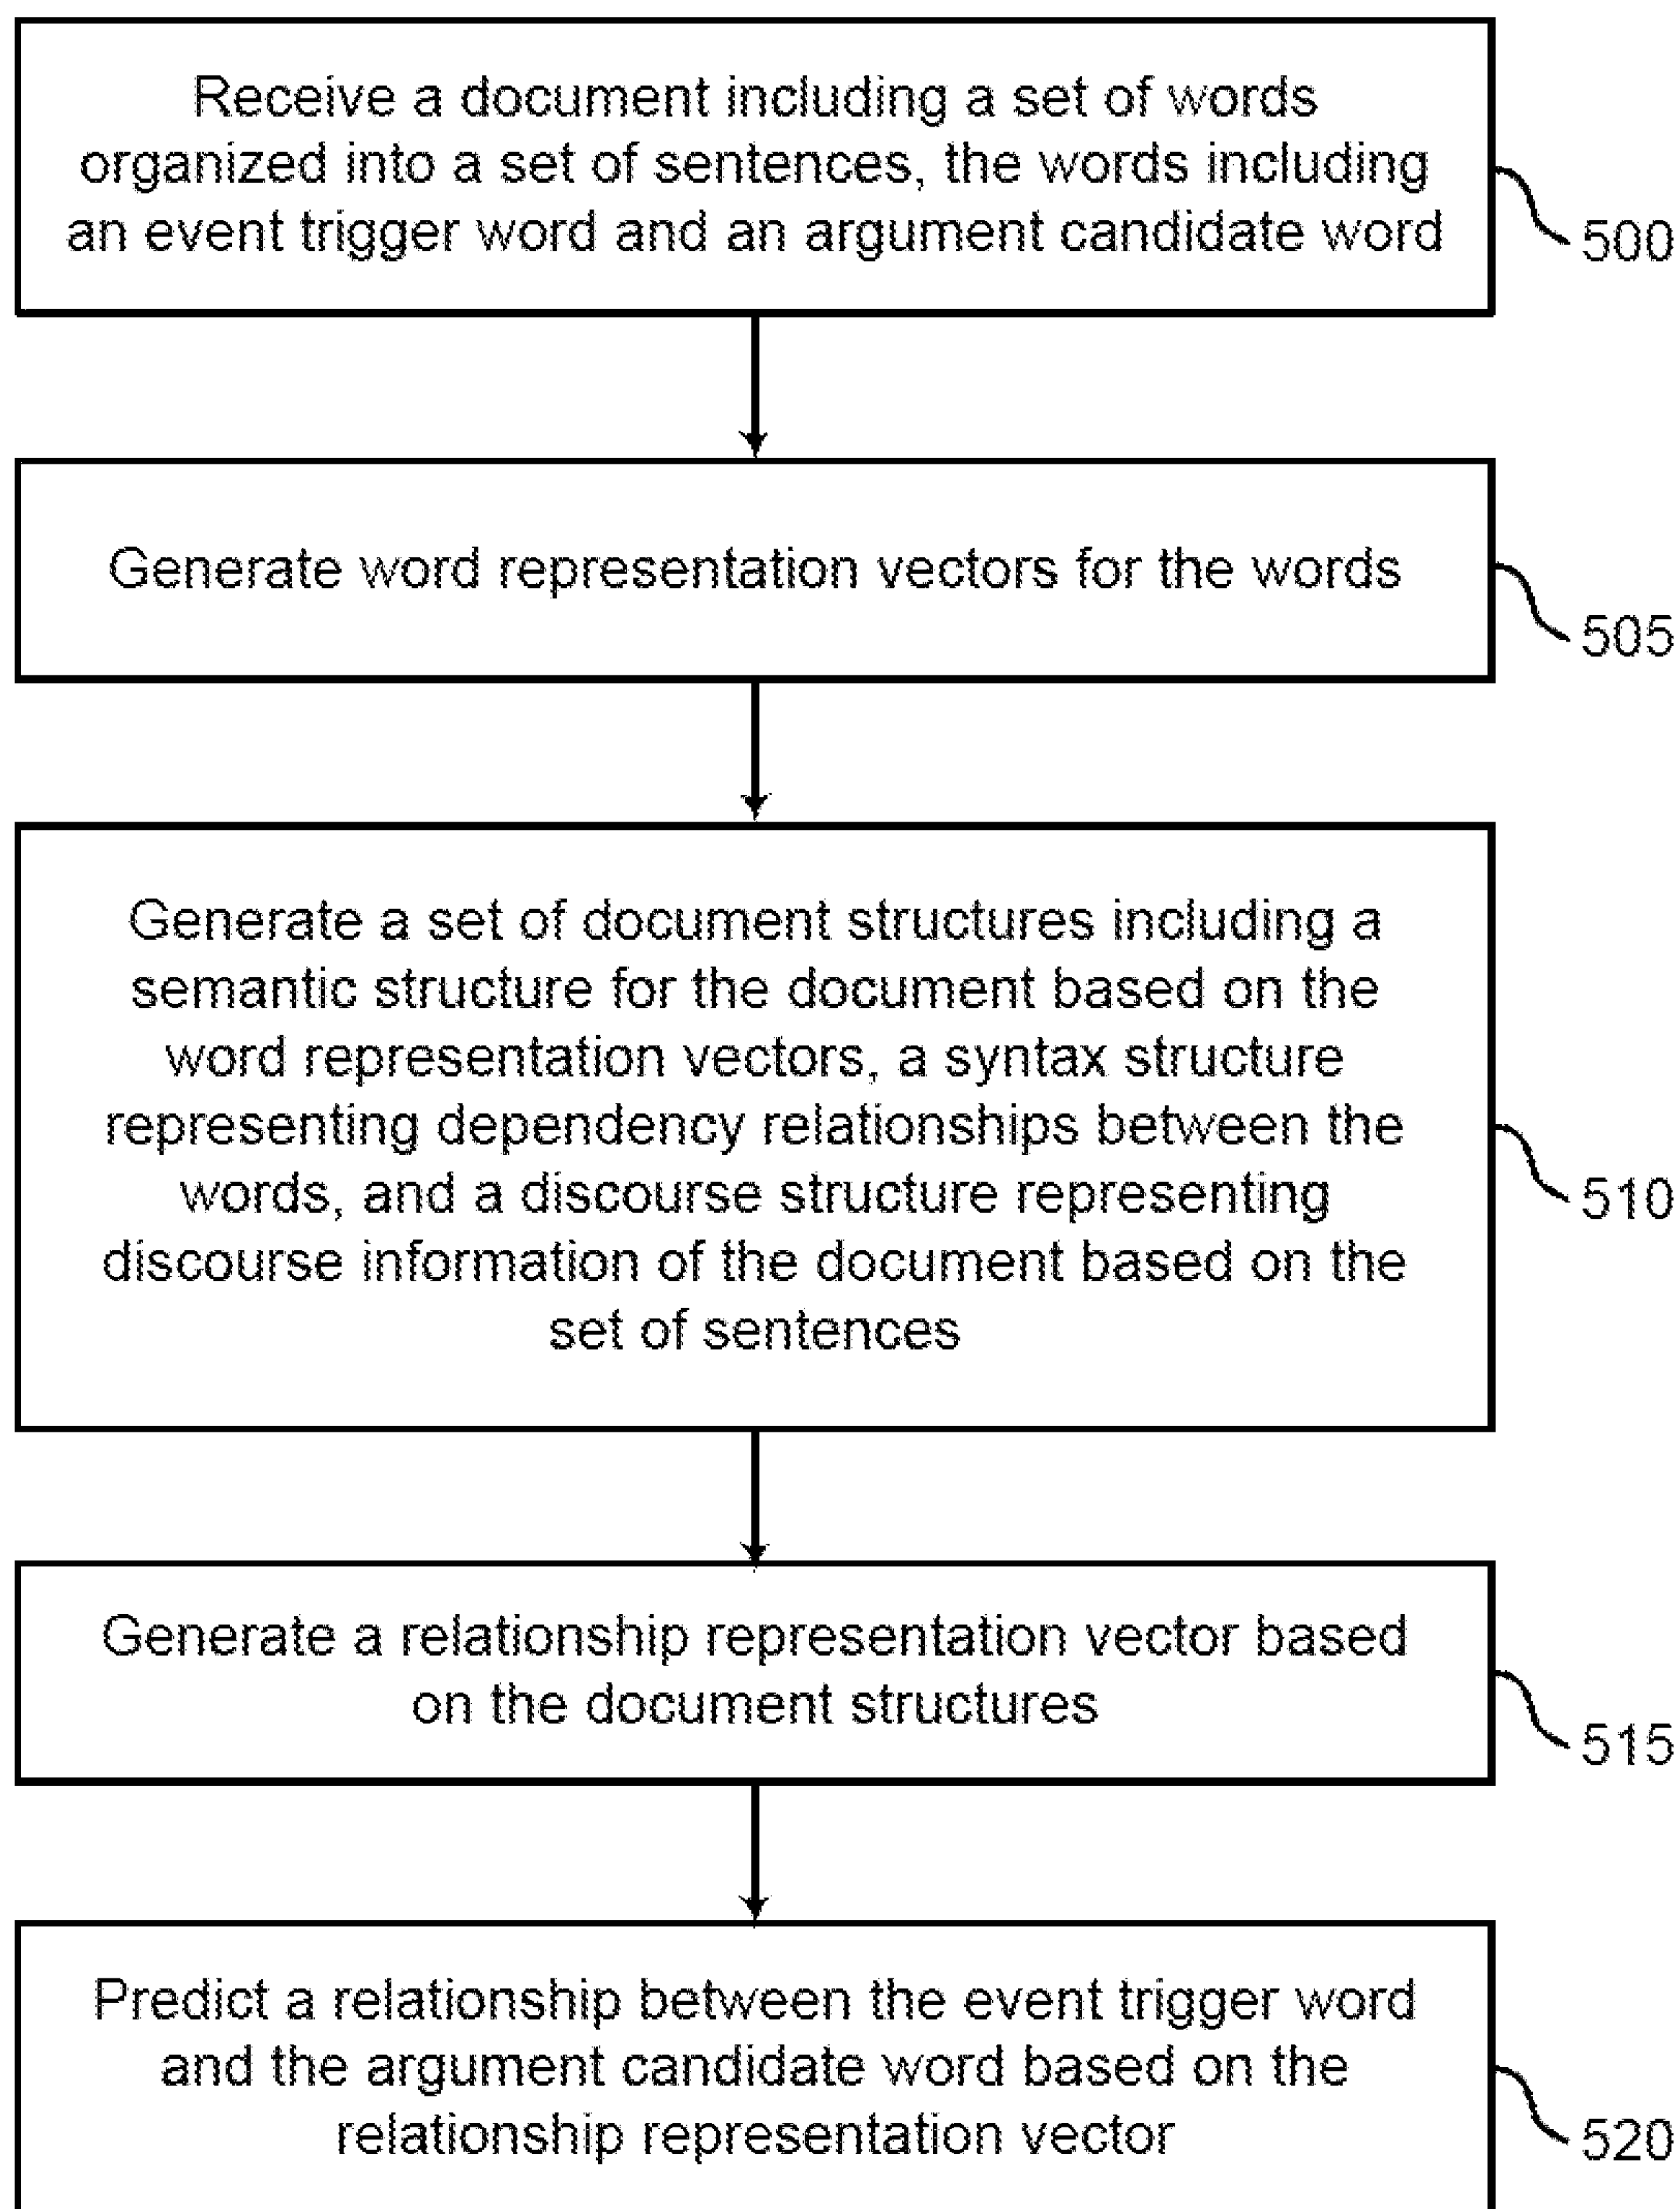 Receive a document including a set of words
organized into a set of sentences, the words including
an event trigger word and an argument candidate word
500
Generate word representation vectors for the words
505
Generate a set of document structures including a
semantic structure for the document based on the
word representation vectors, a syntax structure
representing dependency relationships between the
words, and a discourse structure representing
discourse information of the document based on the
set of sentences
510
Generate a relationship representation vector based
on the document structures
515
Predict a relationship between the event trigger word
and the argument candidate word based on the
relationship representation vector
520